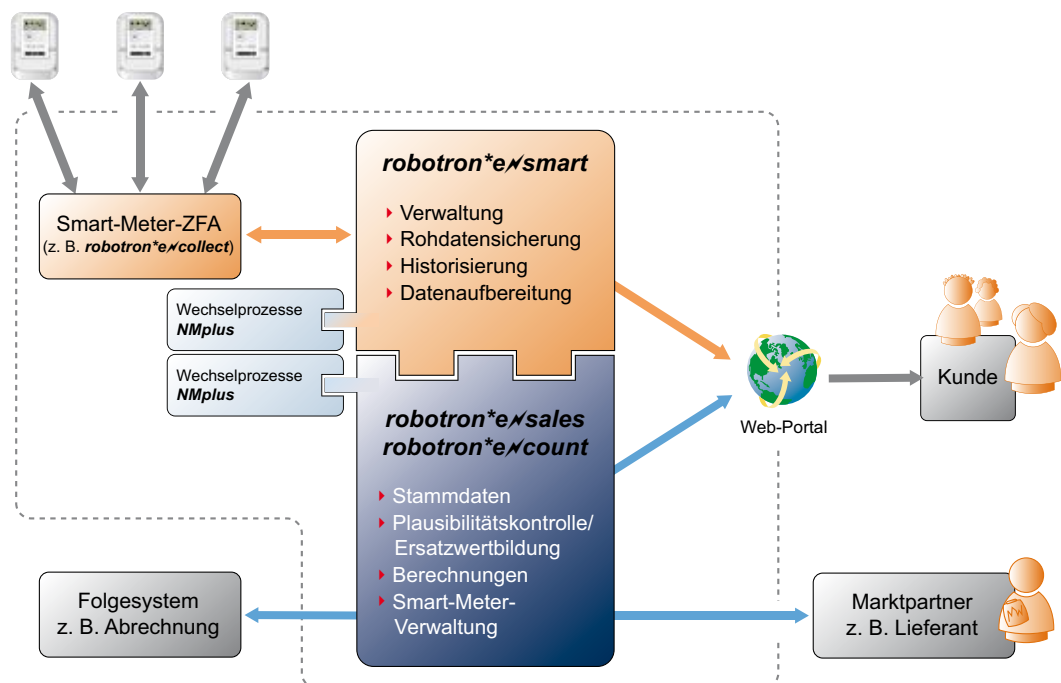 robotron*e smart
Verwaltung
Rohdatensicherung
Historisierung
Datenaufbereitung
Smart-Meter-ZFA
(z. B. robotron*e collect)
Wechselprozesse
NMplus
Wechselprozesse
NMplus
robotron*e sales
robotron*e count
Stammdaten
Plausibilitätskontrolle/
Ersatzwertbildung
Berechnungen
Smart-Meter-
Verwaltung
Web-Portal
Kunde
Folgesystem
z. B. Abrechnung
Marktpartner
z. B. Lieferant
MW